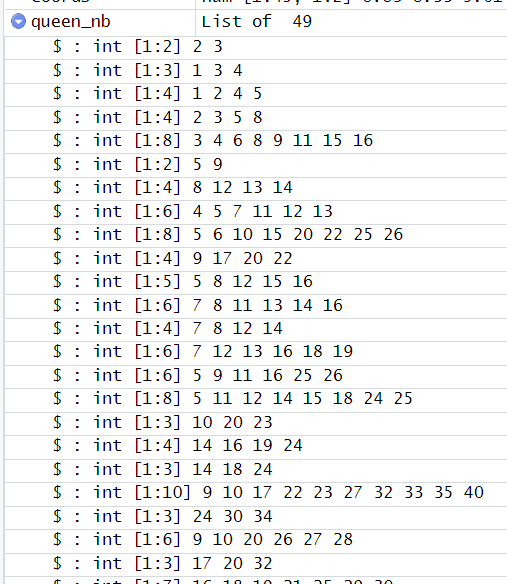 queen_nb List of 49
$ : int [1:2] 2 3
$ : int [1:3] 1 3 4
$ : int [1:4] 1 2 4 5
$ : int [1:4] 2 3 5 8
$ : int [1:8] 3 4 6 8 9 11 15 16
$ : int [1:2] 5 9
$ : int [1:4] 8 12 13 14
$ : int [1:6] 4 5 7 11 12 13
$ : int [1:8] 5 6 10 15 20 22 25 26
$ : int [1:4] 9 17 20 22
$ : int [1:5] 5 8 12 15 16
$ : int [1:6] 7 8 11 13 14 16
$ : int [1:4] 7 8 12 14
$ : int [1:6] 7 12 13 16 18 19
$ : int [1:6] 5 9 11 16 25 26
$ : int [1:8] 5 11 12 14 15 18 24 25
$ : int [1:3] 10 20 23
$ : int [1:4] 14 16 19 24
$ : int [1:3] 14 18 24
$ : int [1:10] 9 10 17 22 23 27 32 33 35 40
$ : int [1:3] 24 30 34
$ : int [1:6] 9 10 20 26 27 28
$ : int [1:3] 17 20 32